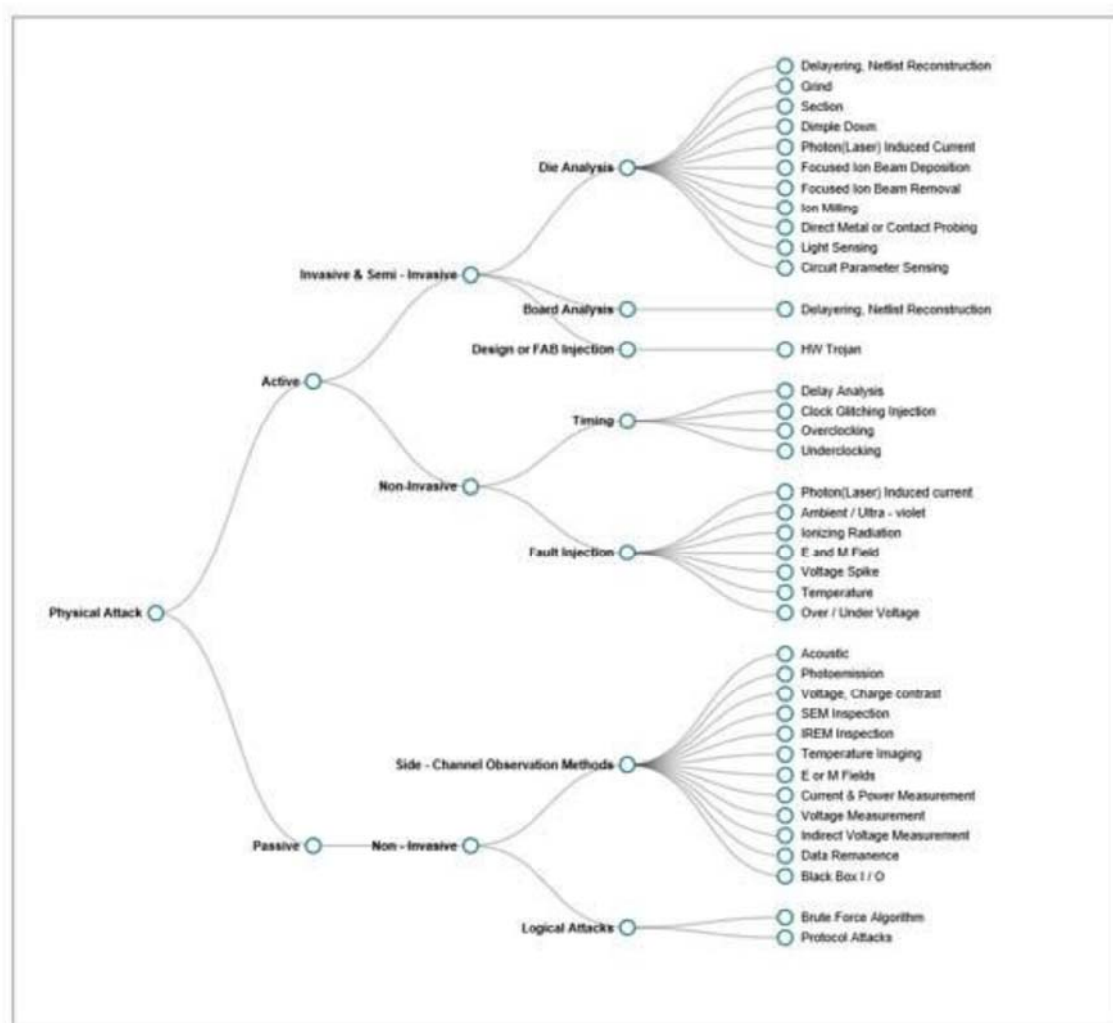 Delayering, Netlist Reconstruction
Grind
Section
Dimple Down
Photon(Laser) Induced Current
Die Analysis
Focused Ion Beam Deposition
Focused Ion Beam Removal
Ion Milling
Direct Metal or Contact Probing
Light Sensing
Circuit Parameter Sensing
Invasive & Semi - Invasive
Board Analysis
Delayering, Netlist Reconstruction
Design or FAB Injection
HW Trojan
Active
Delay Analysis
Clock Glitching Injection
Timing
Overclocking
Underclocking
Non-Invasive
Photon(Laser) Induced current
Ambient / Ultra - violet
Ionizing Radiation
Fault Injection
E and M Field
Voltage Spike
Temperature
Over / Under Voltage
Physical Attack
Acoustic
Photoemission
Voltage, Charge contrast
SEM Inspection
IREM Inspection
Temperature Imaging
Side - Channel Observation Methods
E or M Fields
Current & Power Measurement
Voltage Measurement
Indirect Voltage Measurement
Data Remanence
Black Box I / O
Passive
Non - Invasive
Brute Force Algorithm
Logical Attacks
Protocol Attacks